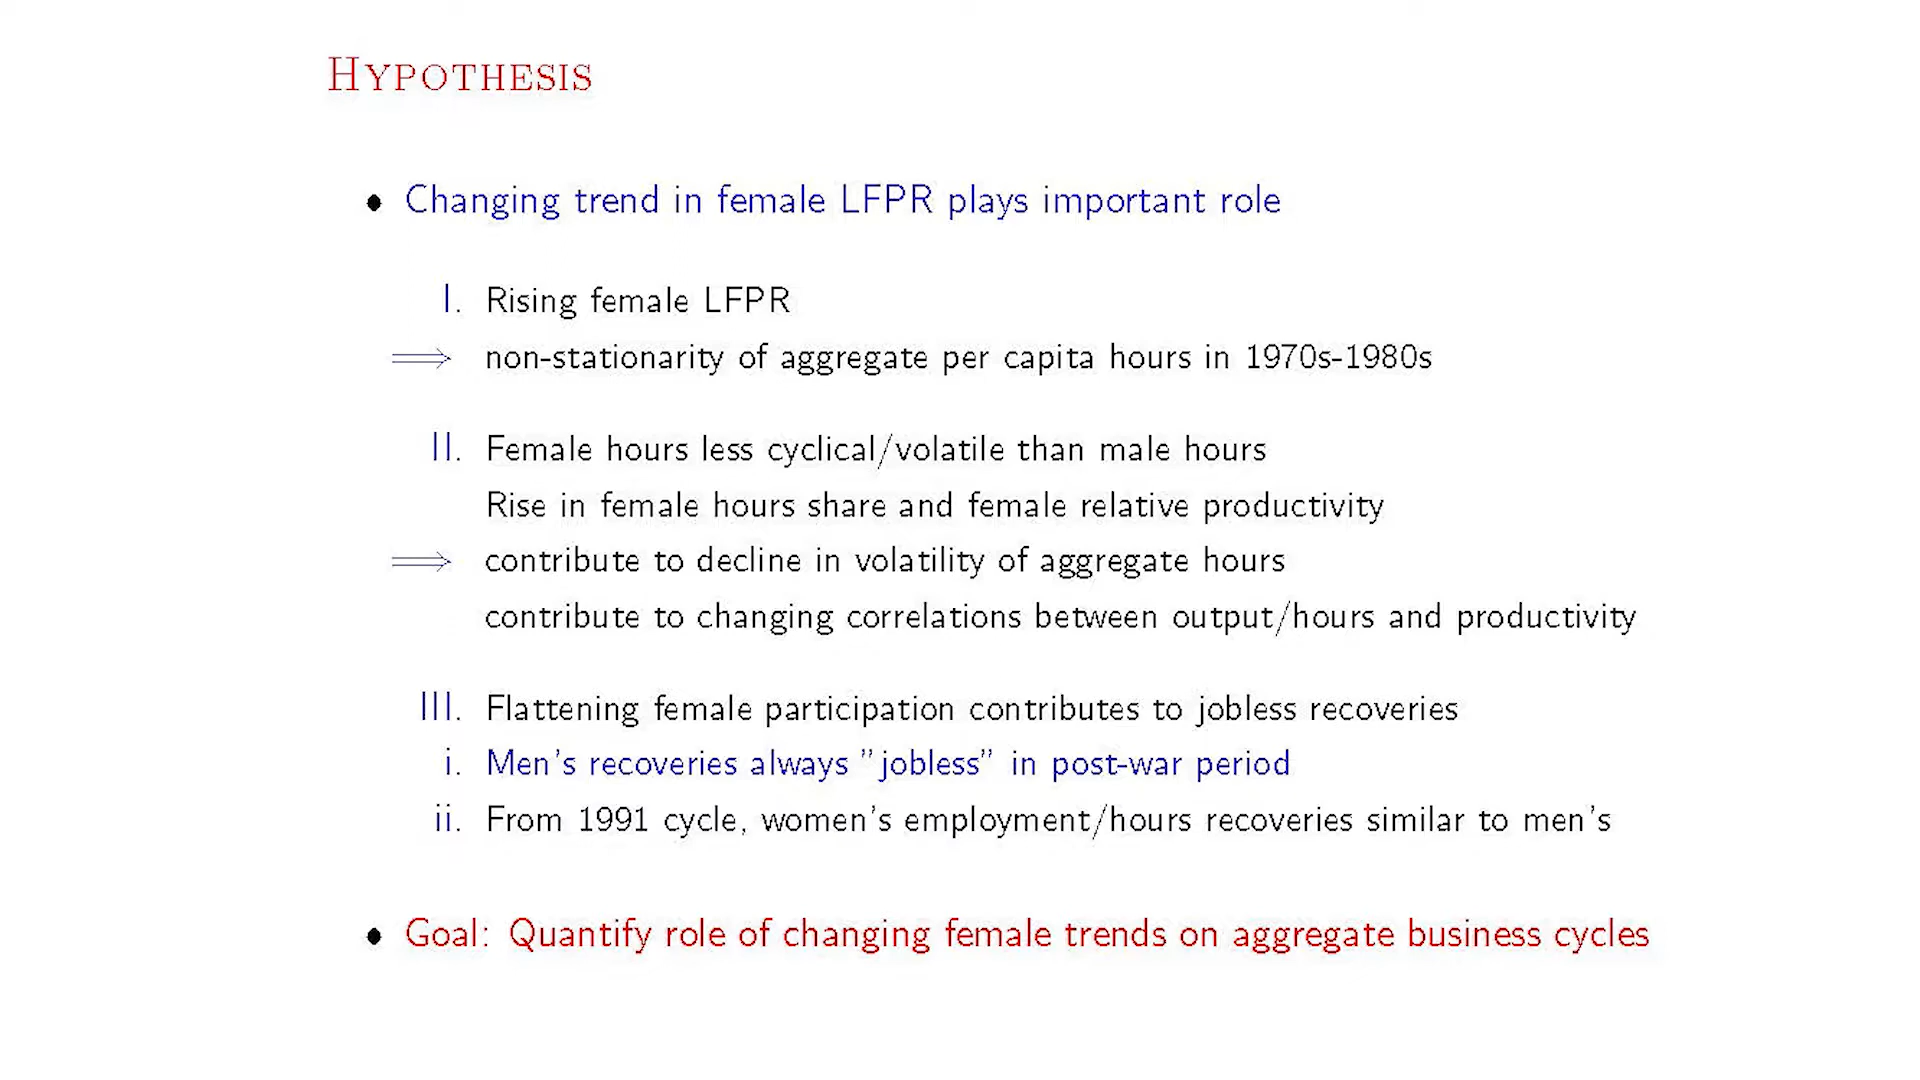 HYPOTHESIS
• Changing trend in female LFPR plays important role
I. Rising female LFPR
⟹ non-stationarity of aggregate per capita hours in 1970s-1980s
II. Female hours less cyclical/volatile than male hours
Rise in female hours share and female relative productivity
⟹ contribute to decline in volatility of aggregate hours
contribute to changing correlations between output/hours and productivity
III. Flattening female participation contributes to jobless recoveries
i. Men's recoveries always "jobless" in post-war period
ii. From 1991 cycle, women's employment/hours recoveries similar to men's
• Goal: Quantify role of changing female trends on aggregate business cycles